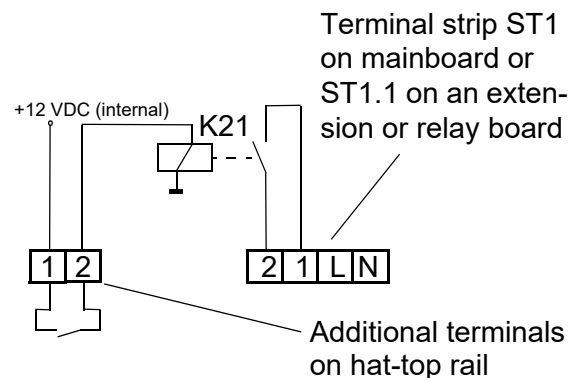 Terminal strip ST1
on mainboard or
ST1.1 on an exten-
sion or relay board
+12 VDC (internal)
K21
1 2
2 1 L N
Additional terminals
on hat-top rail